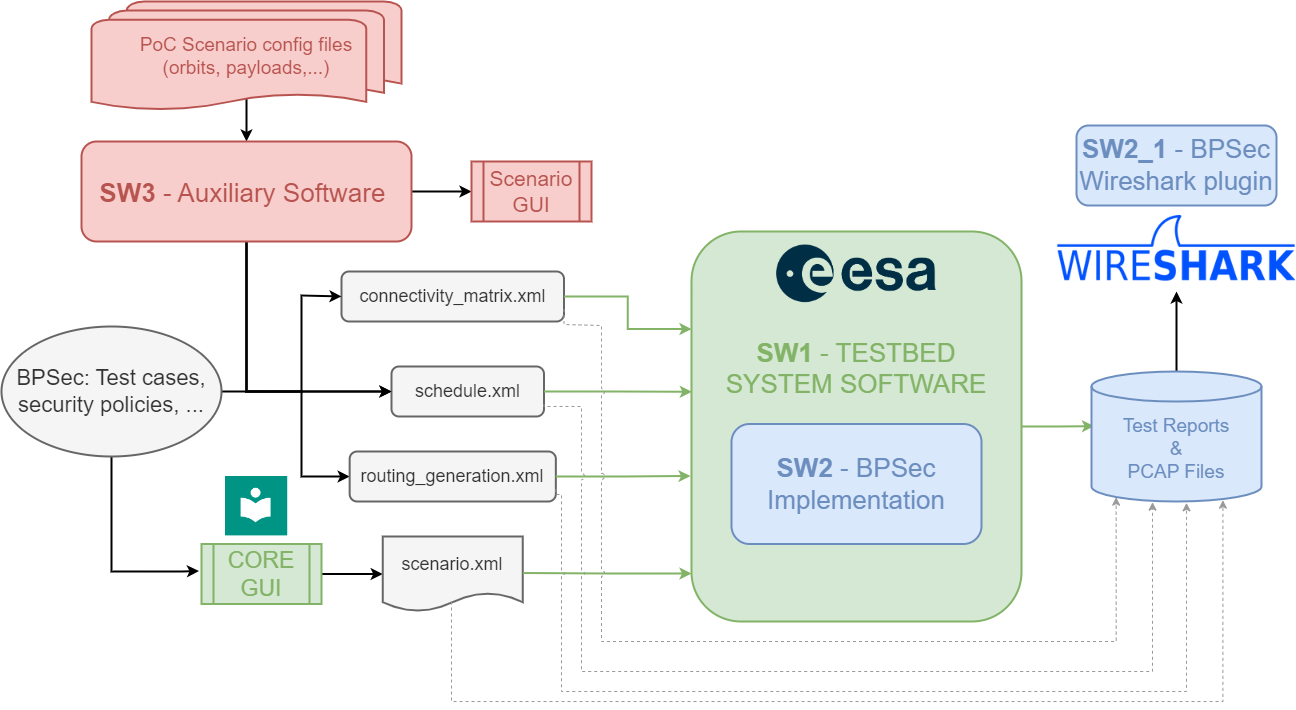 PoC Scenario config files
(orbits, payloads,...)
SW3 - Auxiliary Software
Scenario
GUI
SW2_1 - BPSec
Wireshark plugin
WIRESHARK
esa
connectivity_matrix.xml
BPSec: Test cases,
security policies, ...
schedule.xml
SW1 - TESTBED
SYSTEM SOFTWARE
Test Reports
&
PCAP Files
routing_generation.xml
SW2 - BPSec
Implementation
CORE
GUI
scenario.xml